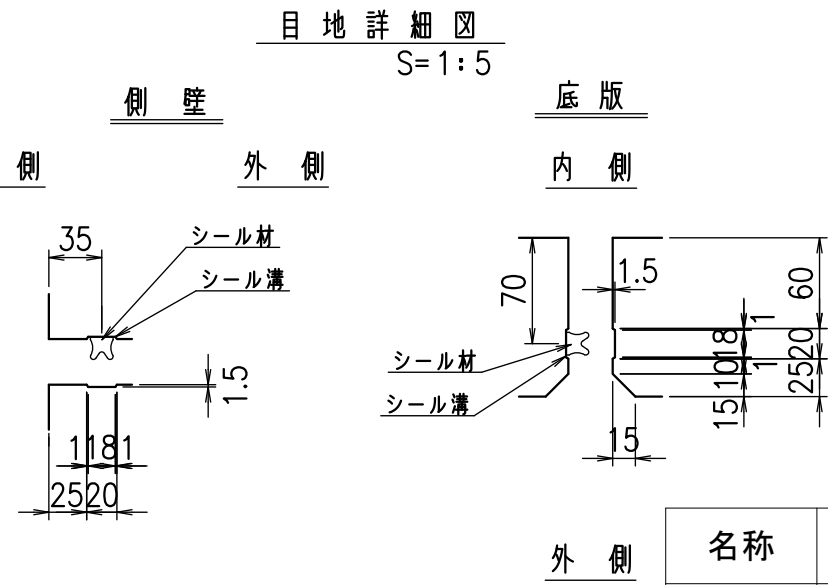 目地詳細図
S=1:5
側壁
底版
側
外側
内側
35
シール材
シール溝
1.5
1 18 1
25 20
70
1.5
60
1
18
20
1
10
25
15
シール材
シール溝
15
外側
名称